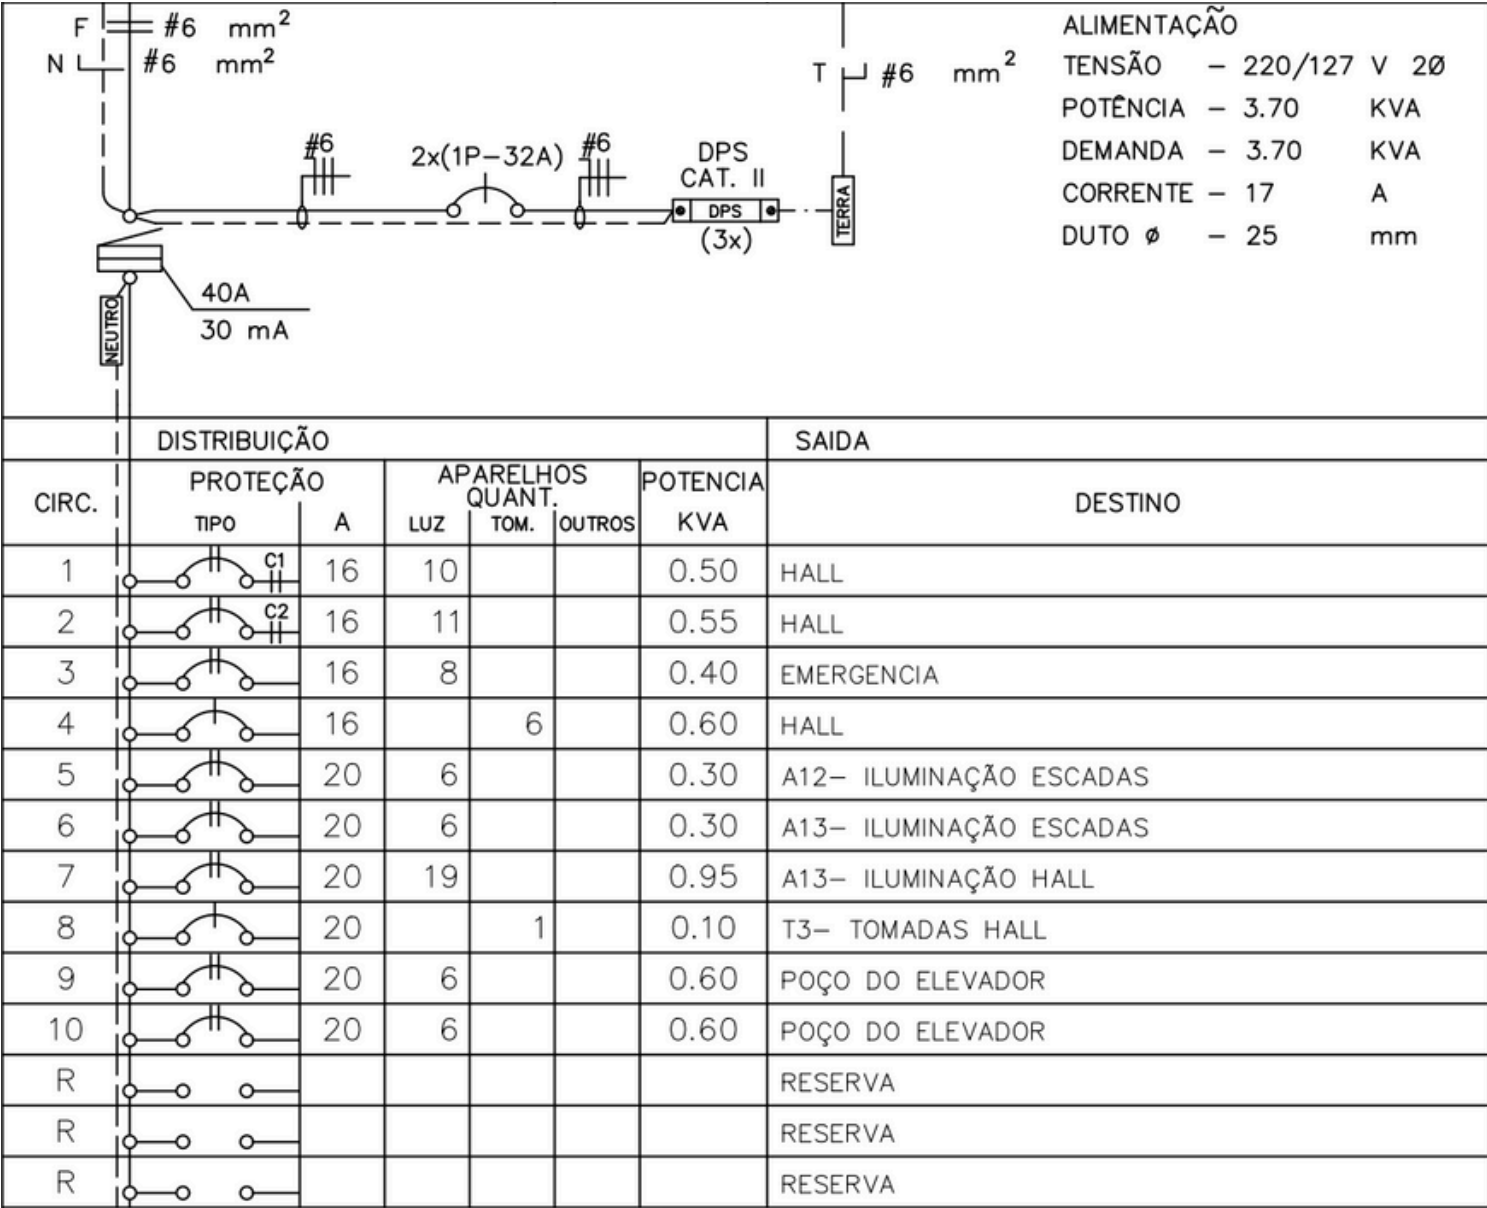 F #6 mm²
N #6 mm²
T #6 mm²
ALIMENTAÇÃO
TENSÃO – 220/127 V 2Ø
POTÊNCIA – 3.70 KVA
DEMANDA – 3.70 KVA
CORRENTE – 17 A
DUTO ø – 25 mm
#6
2x(1P–32A)
#6
DPS
CAT. II
DPS
(3x)
TERRA
40A
30 mA
NEUTRO
DISTRIBUIÇÃO SAIDA
CIRC. PROTEÇÃO APARELHOS QUANT. POTENCIA KVA DESTINO
TIPO A LUZ TOM. OUTROS
1 C1 16 10 0.50 HALL
2 C2 16 11 0.55 HALL
3 16 8 0.40 EMERGENCIA
4 16 6 0.60 HALL
5 20 6 0.30 A12– ILUMINAÇÃO ESCADAS
6 20 6 0.30 A13– ILUMINAÇÃO ESCADAS
7 20 19 0.95 A13– ILUMINAÇÃO HALL
8 20 1 0.10 T3– TOMADAS HALL
9 20 6 0.60 POÇO DO ELEVADOR
10 20 6 0.60 POÇO DO ELEVADOR
R RESERVA
R RESERVA
R RESERVA